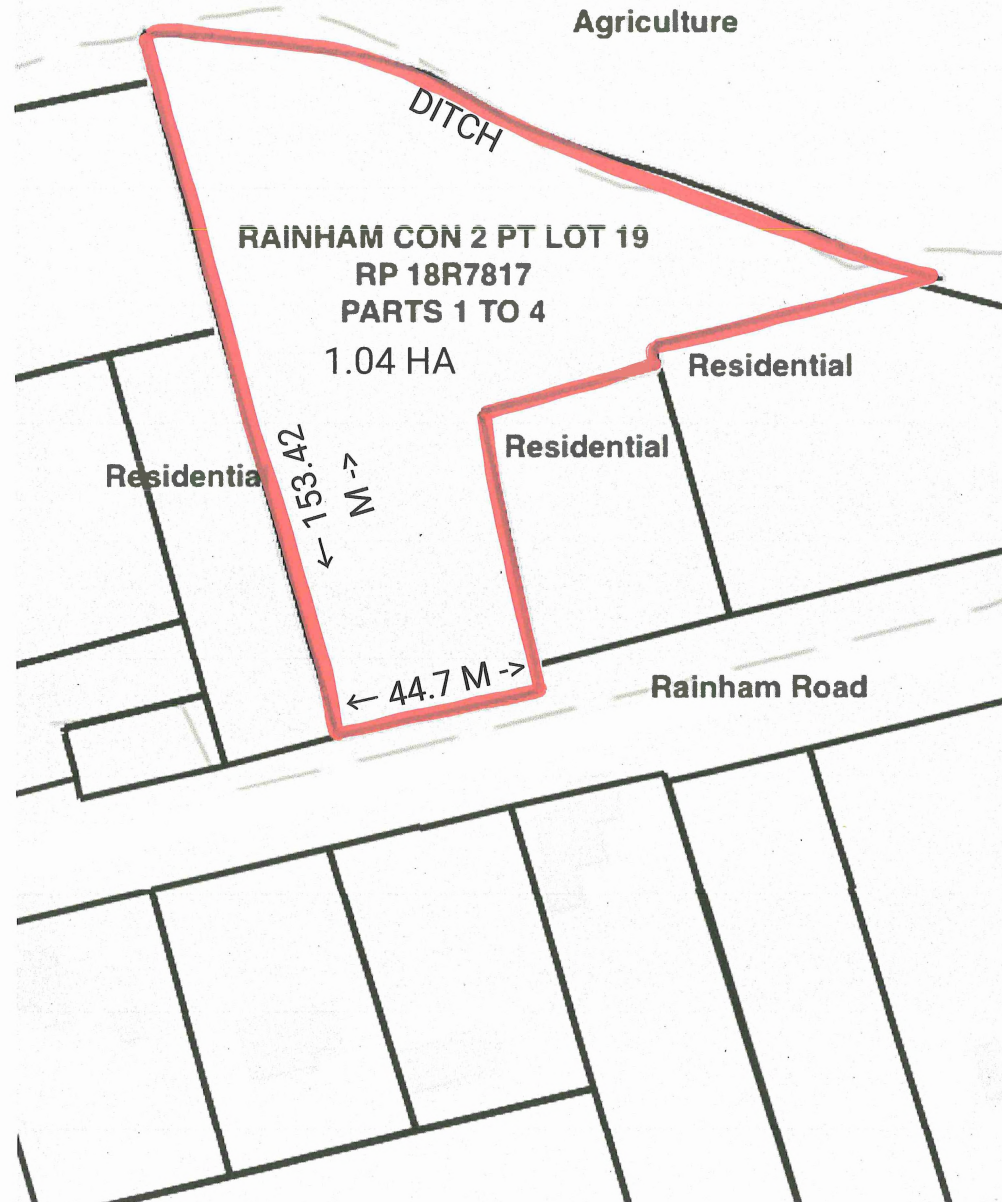 Agriculture
DITCH
RAINHAM CON 2 PT LOT 19
RP 18R7817
PARTS 1 TO 4
1.04 HA
Residential
Residential
Residentia
← 153.42
M ->
← 44.7 M ->
Rainham Road